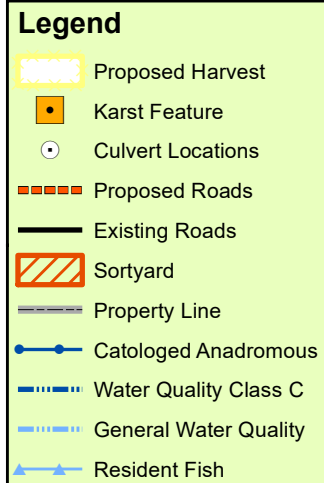 Legend
Proposed Harvest
Karst Feature
Culvert Locations
Proposed Roads
Existing Roads
Sortyard
Property Line
Catologed Anadromous
Water Quality Class C
General Water Quality
Resident Fish